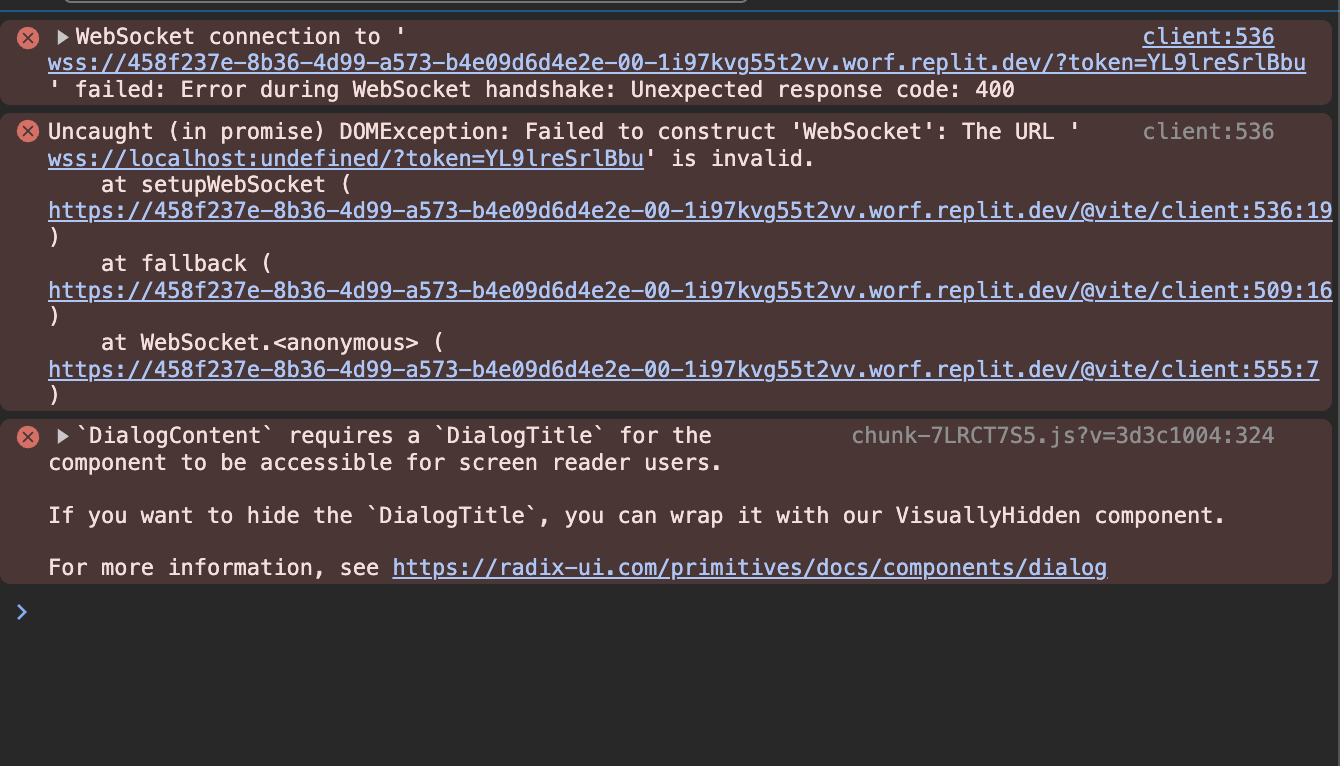 WebSocket connection to ' client:536
wss://458f237e-8b36-4d99-a573-b4e09d6d4e2e-00-1i97kvg55t2vv.worf.replit.dev/?token=YL9lreSrlBbu
' failed: Error during WebSocket handshake: Unexpected response code: 400
Uncaught (in promise) DOMException: Failed to construct 'WebSocket': The URL ' client:536
wss://localhost:undefined/?token=YL9lreSrlBbu' is invalid.
at setupWebSocket (
https://458f237e-8b36-4d99-a573-b4e09d6d4e2e-00-1i97kvg55t2vv.worf.replit.dev/@vite/client:536:19
)
at fallback (
https://458f237e-8b36-4d99-a573-b4e09d6d4e2e-00-1i97kvg55t2vv.worf.replit.dev/@vite/client:509:16
)
at WebSocket.<anonymous> (
https://458f237e-8b36-4d99-a573-b4e09d6d4e2e-00-1i97kvg55t2vv.worf.replit.dev/@vite/client:555:7
)
`DialogContent` requires a `DialogTitle` for the chunk-7LRCT7S5.js?v=3d3c1004:324
component to be accessible for screen reader users.
If you want to hide the `DialogTitle`, you can wrap it with our VisuallyHidden component.
For more information, see https://radix-ui.com/primitives/docs/components/dialog